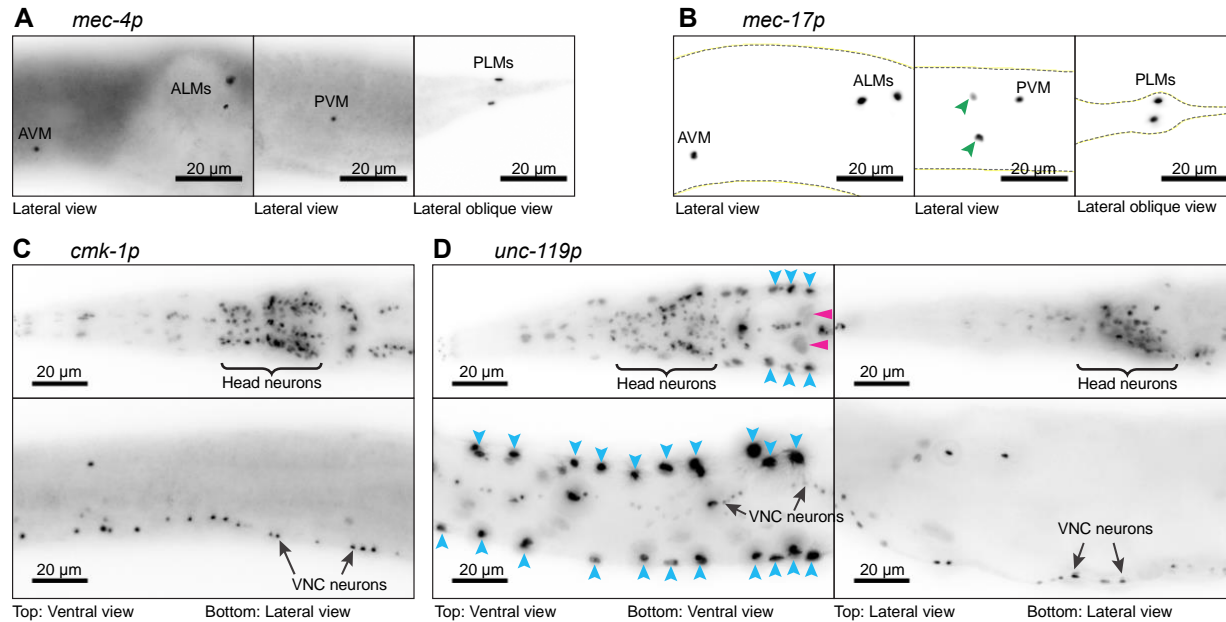 A mec-4p
AVM
ALMs
20 µm
Lateral view
PVM
20 µm
Lateral view
PLMs
20 µm
Lateral oblique view
B mec-17p
AVM
ALMs
20 µm
Lateral view
PVM
20 µm
Lateral view
PLMs
20 µm
Lateral oblique view
C cmk-1p
20 µm
Head neurons
20 µm
VNC neurons
Top: Ventral view Bottom: Lateral view
D unc-119p
20 µm
Head neurons
20 µm
Head neurons
20 µm
VNC neurons
20 µm
VNC neurons
Top: Ventral view Bottom: Ventral view
Top: Lateral view Bottom: Lateral view